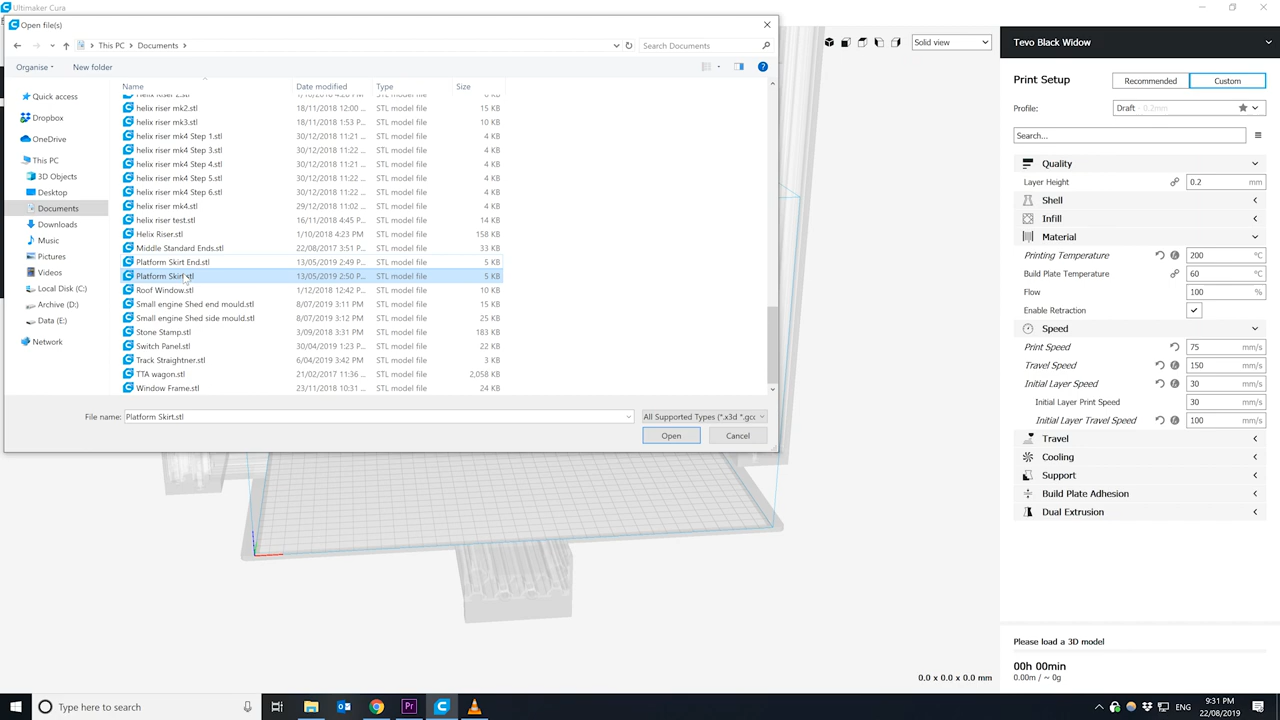 Ultimaker Cura
Open file(s)
This PC > Documents >
Search Documents
Organise
New folder
Name
Date modified
Type
Size
Quick access
Dropbox
OneDrive
This PC
3D Objects
Desktop
Documents
Downloads
Music
Pictures
Videos
Local Disk (C:)
Archive (D:)
Data (E:)
Network
helix riser mk2.stl 18/11/2018 12:00 ... STL model file 15 KB
helix riser mk3.stl 18/11/2018 1:53 P... STL model file 10 KB
helix riser mk4 Step 1.stl 30/12/2018 11:21 ... STL model file 4 KB
helix riser mk4 Step 3.stl 30/12/2018 11:22 ... STL model file 4 KB
helix riser mk4 Step 4.stl 30/12/2018 11:21 ... STL model file 4 KB
helix riser mk4 Step 5.stl 30/12/2018 11:22 ... STL model file 4 KB
helix riser mk4 Step 6.stl 30/12/2018 11:22 ... STL model file 4 KB
helix riser mk4.stl 29/12/2018 11:02 ... STL model file 4 KB
helix riser test.stl 16/11/2018 4:45 P... STL model file 14 KB
Helix Riser.stl 1/10/2018 4:23 PM STL model file 158 KB
Middle Standard Ends.stl 22/08/2017 3:51 P... STL model file 33 KB
Platform Skirt End.stl 13/05/2019 2:49 P... STL model file 5 KB
Platform Skirt.stl 13/05/2019 2:50 P... STL model file 5 KB
Roof Window.stl 1/12/2018 12:42 P... STL model file 10 KB
Small engine Shed end mould.stl 8/07/2019 3:11 PM STL model file 15 KB
Small engine Shed side mould.stl 8/07/2019 3:12 PM STL model file 25 KB
Stone Stamp.stl 3/09/2018 3:31 PM STL model file 183 KB
Switch Panel.stl 30/04/2019 1:23 P... STL model file 22 KB
Track Straightner.stl 6/04/2019 3:42 PM STL model file 3 KB
TTA wagon.stl 21/02/2017 11:36 ... STL model file 2,058 KB
Window Frame.stl 23/11/2018 10:31 ... STL model file 24 KB
File name: Platform Skirt.stl
All Supported Types (*.x3d *.gcc
Open
Cancel
Solid view
Tevo Black Widow
Print Setup
Recommended
Custom
Profile:
Draft 0.2mm
Search...
Quality
Layer Height 0.2 mm
Shell
Infill
Material
Printing Temperature 200 °C
Build Plate Temperature 60 °C
Flow 100 %
Enable Retraction
Speed
Print Speed 75 mm/s
Travel Speed 150 mm/s
Initial Layer Speed 30 mm/s
Initial Layer Print Speed 30 mm/s
Initial Layer Travel Speed 100 mm/s
Travel
Cooling
Support
Build Plate Adhesion
Dual Extrusion
Please load a 3D model
00h 00min
0.00m / ~ 0g
0.0 x 0.0 x 0.0 mm
Type here to search
ENG
9:31 PM
22/08/2019